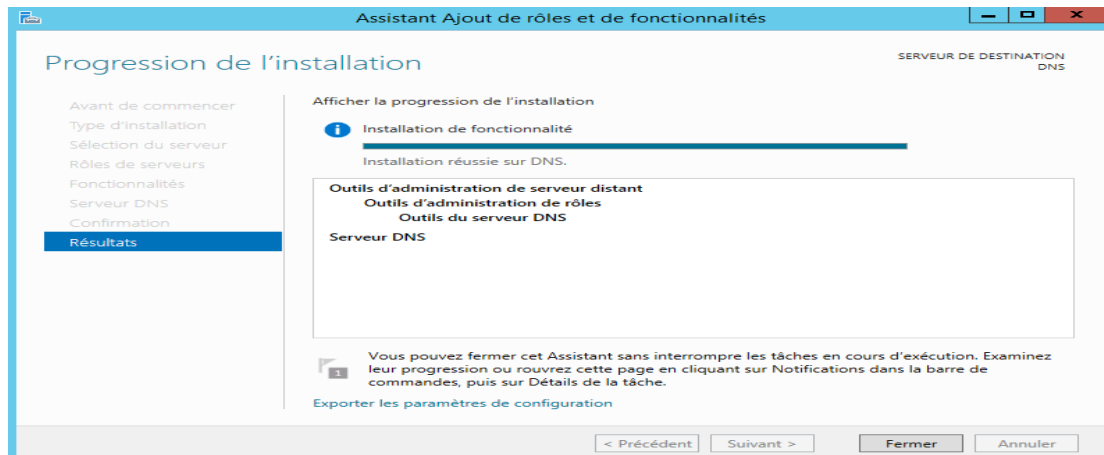 Assistant Ajout de rôles et de fonctionnalités
Progression de l'installation
SERVEUR DE DESTINATION
DNS
Avant de commencer
Type d'installation
Sélection du serveur
Rôles de serveurs
Fonctionnalités
Serveur DNS
Confirmation
Résultats
Afficher la progression de l'installation
Installation de fonctionnalité
Installation réussie sur DNS.
Outils d'administration de serveur distant
Outils d'administration de rôles
Outils du serveur DNS
Serveur DNS
1
Vous pouvez fermer cet Assistant sans interrompre les tâches en cours d'exécution. Examinez
leur progression ou rouvrez cette page en cliquant sur Notifications dans la barre de
commandes, puis sur Détails de la tâche.
Exporter les paramètres de configuration
< Précédent
Suivant >
Fermer
Annuler